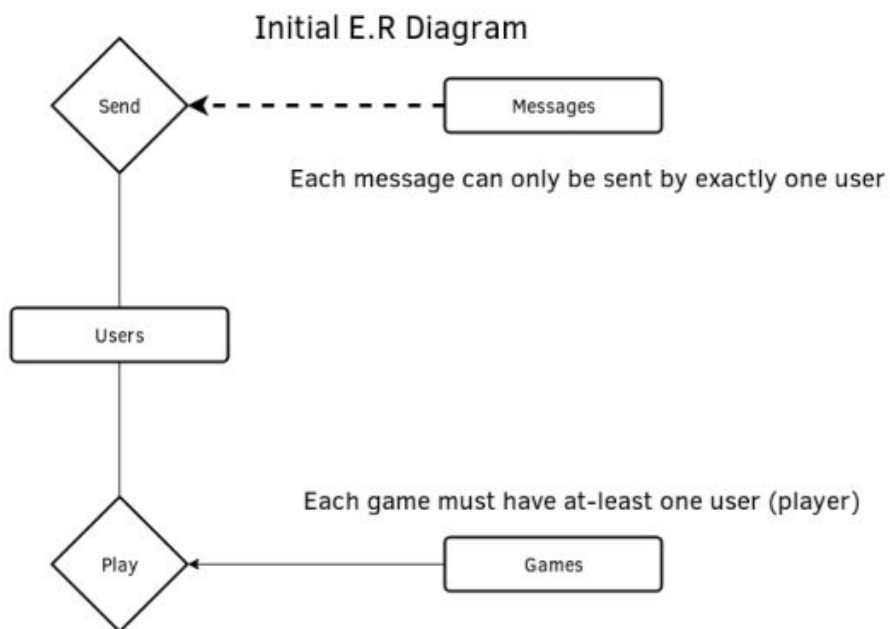 Initial E.R Diagram
Send
Messages
Each message can only be sent by exactly one user
Users
Each game must have at-least one user (player)
Play
Games